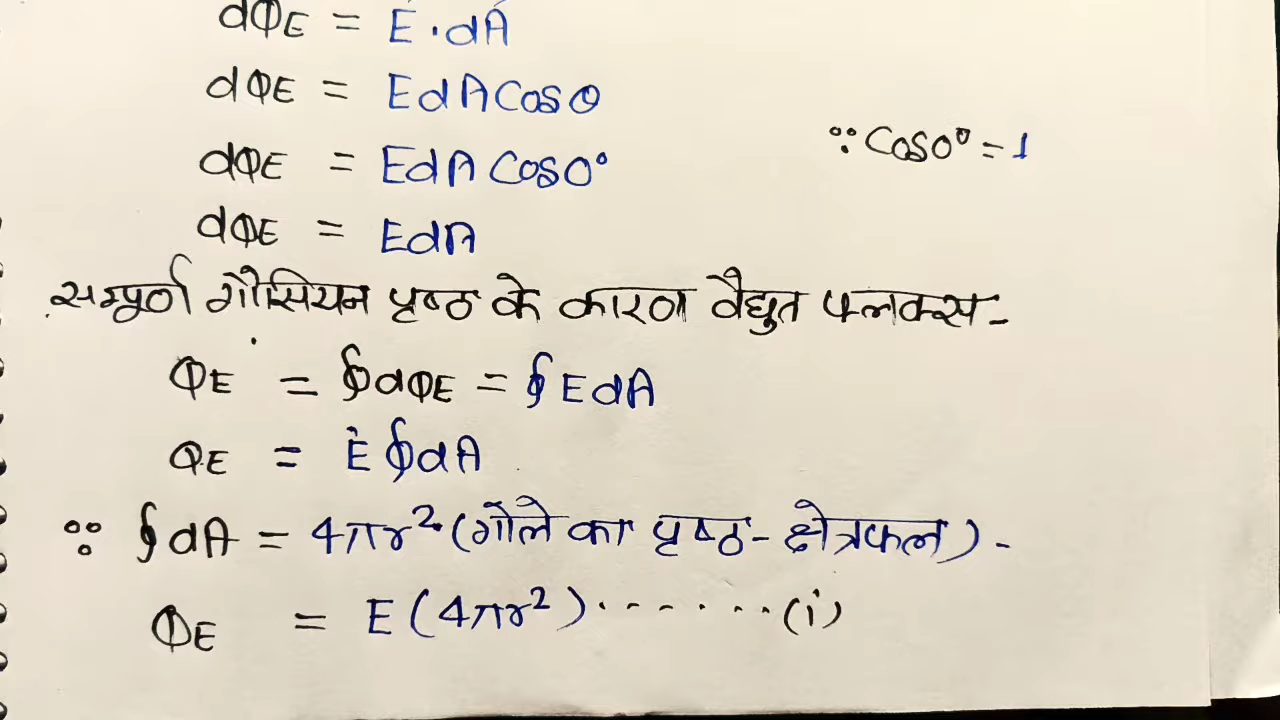 dΦE = E·dA
dΦE = EdACosθ
∵ Cos0° = 1
dΦE = EdACos0°
dΦE = EdA
सम्पूर्ण गौसियन पृष्ठ के कारण वैद्युत फ्लक्स-
ΦE = ∮dΦE = ∮EdA
ΦE = E∮dA
∵ ∮dA = 4πr² (गोले का पृष्ठ-क्षेत्रफल)-
ΦE = E(4πr²).......(i)